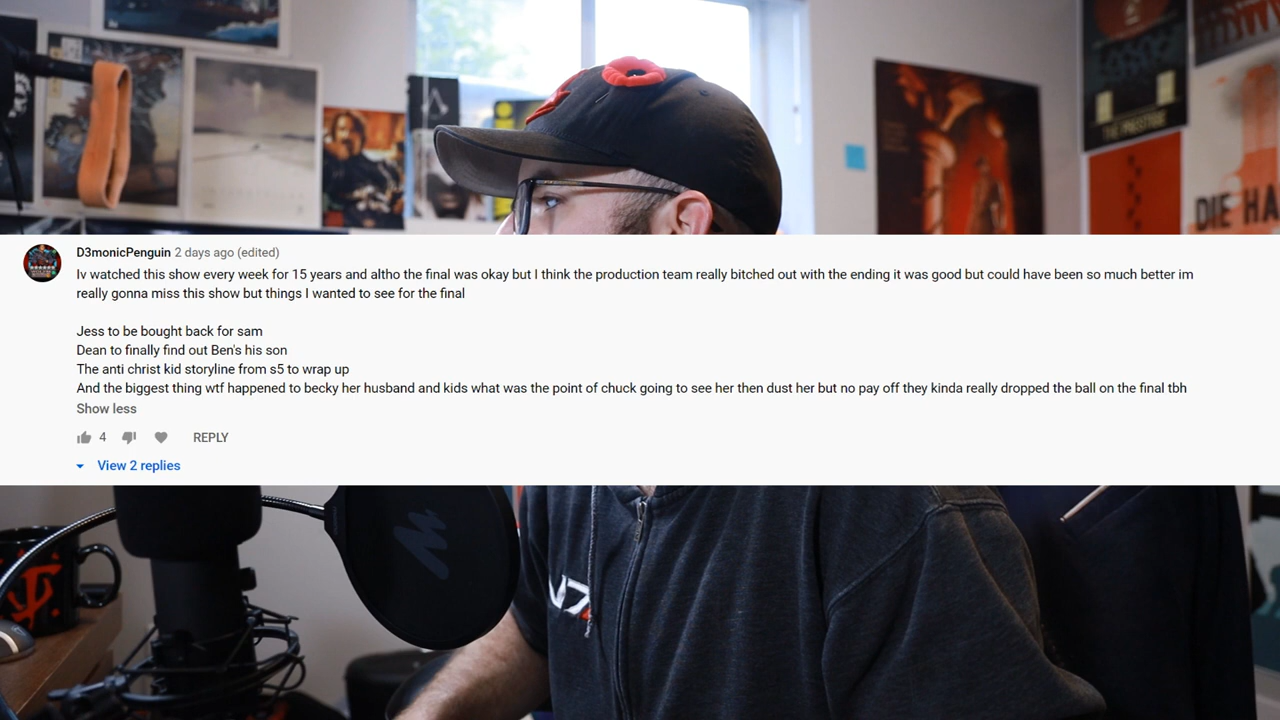 THE PRESTIGE
DIE HA
D3monicPenguin 2 days ago (edited)
Iv watched this show every week for 15 years and altho the final was okay but I think the production team really bitched out with the ending it was good but could have been so much better im
really gonna miss this show but things I wanted to see for the final
Jess to be bought back for sam
Dean to finally find out Ben's his son
The anti christ kid storyline from s5 to wrap up
And the biggest thing wtf happened to becky her husband and kids what was the point of chuck going to see her then dust her but no pay off they kinda really dropped the ball on the final tbh
Show less
4
REPLY
View 2 replies
N7